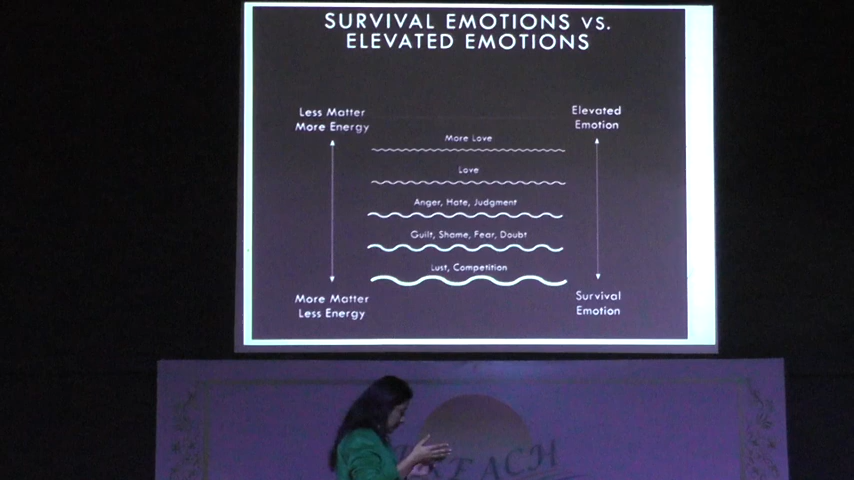 SURVIVAL EMOTIONS VS.
ELEVATED EMOTIONS
Less Matter
More Energy
Elevated
Emotion
More Love
Love
Anger, Hate, Judgment
Guilt, Shame, Fear, Doubt
Lust, Competition
More Matter
Less Energy
Survival
Emotion